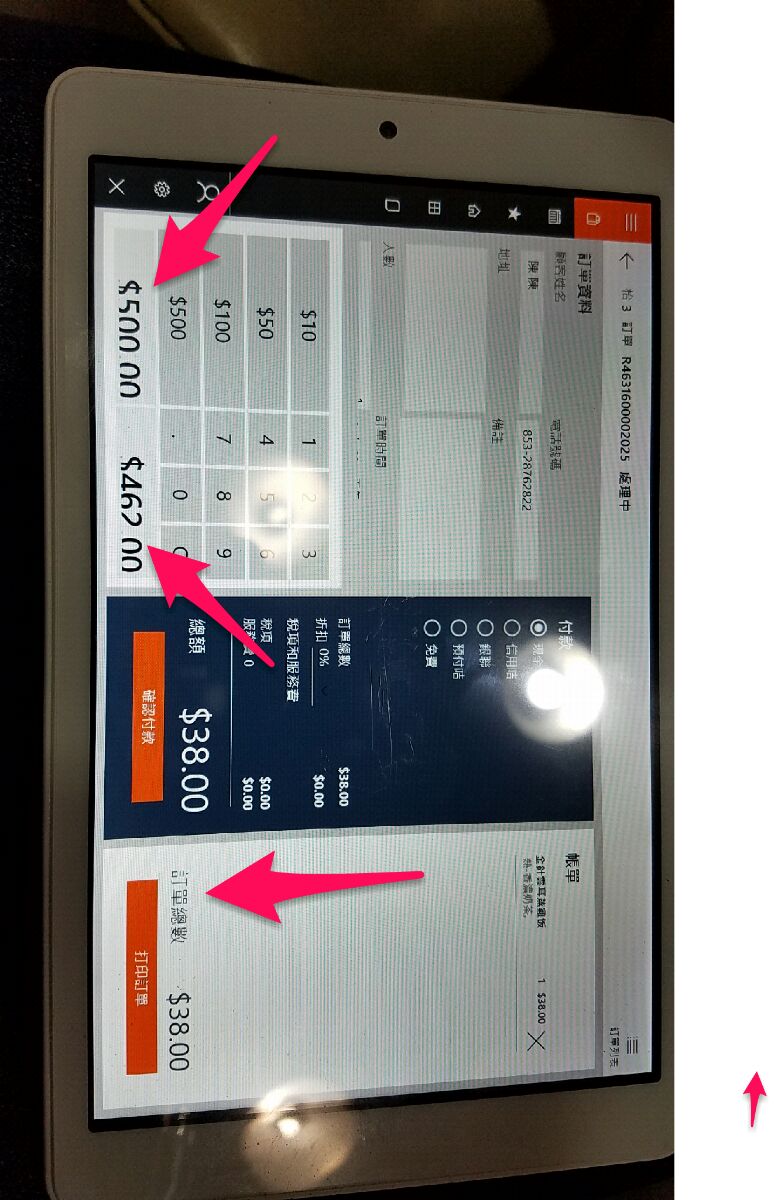 ← 枱 3 訂單 R4631600002025 處理中
訂單列表
訂單資料
顧客姓名
電話號碼
陳 陳
853-28762822
地址
備註
人數
訂單時間
$10 1 2 3
$50 4 5 6
$100 7 8 9
$500 . 0 C
$500.00 $462.00
付款
現金
信用咭
銀聯
預付咭
免費
訂單總數 $38.00
折扣 0% $0.00
稅項和服務費
稅項 $0.00
服務費 0 $0.00
總額 $38.00
確認付款
帳單
金針雲耳蒸雞飯 1 $38.00
熱-香濃奶茶,
訂單總數 $38.00
打印訂單